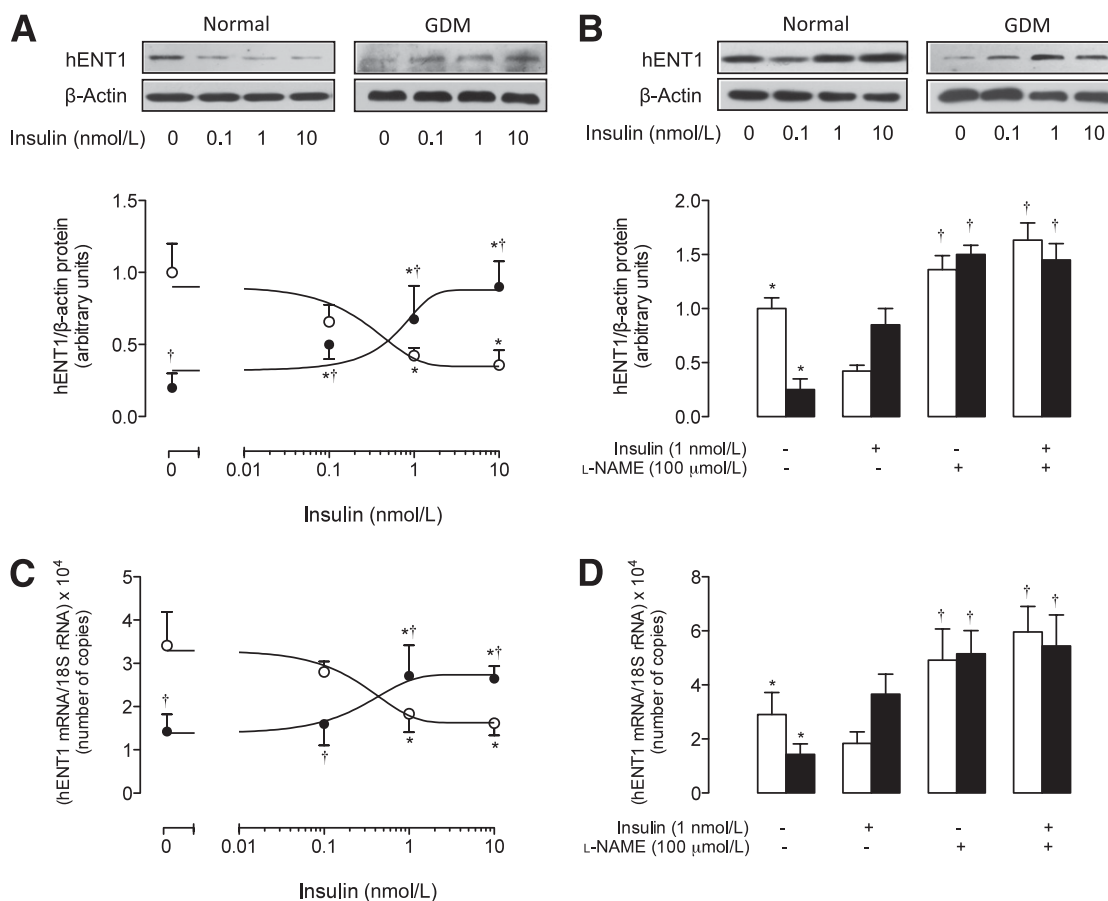 A
Normal GDM
hENT1
β-Actin
Insulin (nmol/L) 0 0.1 1 10 0 0.1 1 10
hENT1/β-actin protein
(arbitrary units)
1.5
1.0
0.5
0.0
† *† *† *† * *
0 0.01 0.1 1 10
Insulin (nmol/L)
B
Normal GDM
hENT1
β-Actin
Insulin (nmol/L) 0 0.1 1 10 0 0.1 1 10
hENT1/β-actin protein
(arbitrary units)
2.0
1.5
1.0
0.5
0.0
* * † † † †
Insulin (1 nmol/L) - + - +
L-NAME (100 μmol/L) - - + +
C
(hENT1 mRNA/18S rRNA) x 10⁴
(number of copies)
5
4
3
2
1
0
† † *† *† * *
0 0.01 0.1 1 10
Insulin (nmol/L)
D
(hENT1 mRNA/18S rRNA) x 10⁴
(number of copies)
8
6
4
2
0
* * † † † †
Insulin (1 nmol/L) - + - +
L-NAME (100 μmol/L) - - + +